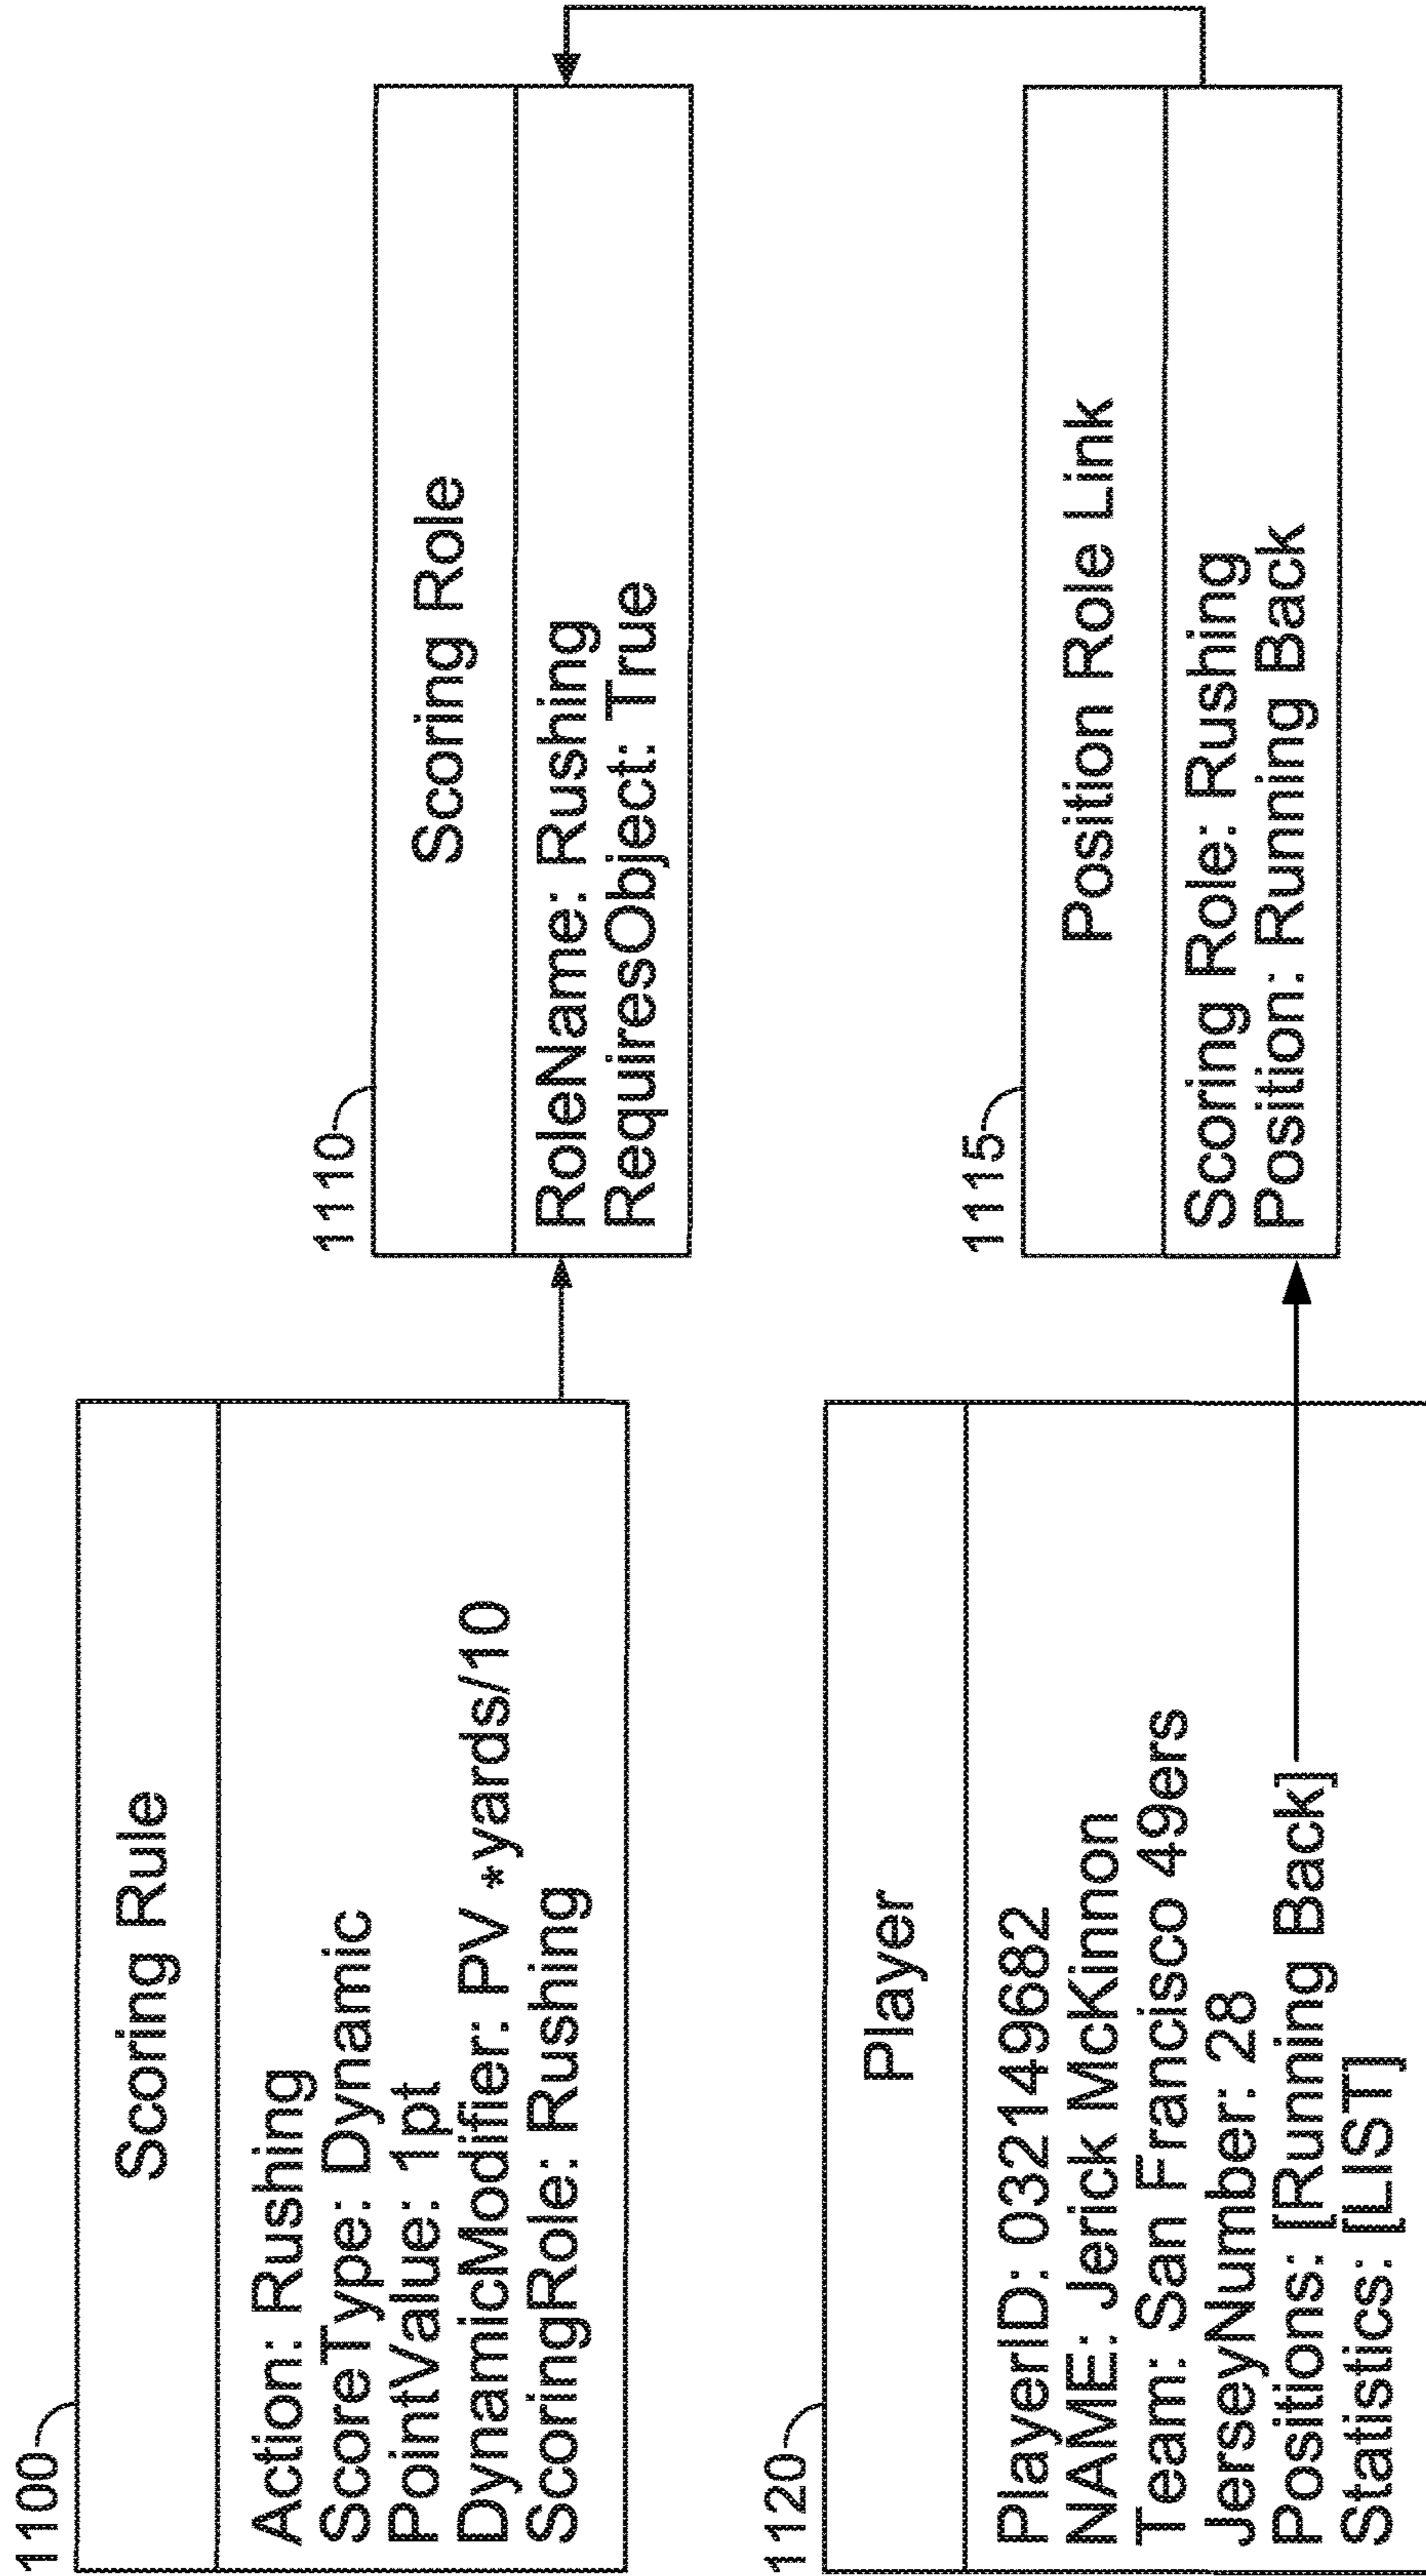 1100
Scoring Rule
Action: Rushing
ScoreType: Dynamic
PointValue: 1pt
DynamicModifier: PV *yards/10
ScoringRole: Rushing
1110
Scoring Role
RoleName: Rushing
RequiresObject: True
1120
Player
PlayerID: 032149682
NAME: Jerick McKinnon
Team: San Francisco 49ers
JerseyNumber: 28
Positions: [Running Back]
Statistics: [LIST]
1115
Position Role Link
Scoring Role: Rushing
Position: Running Back